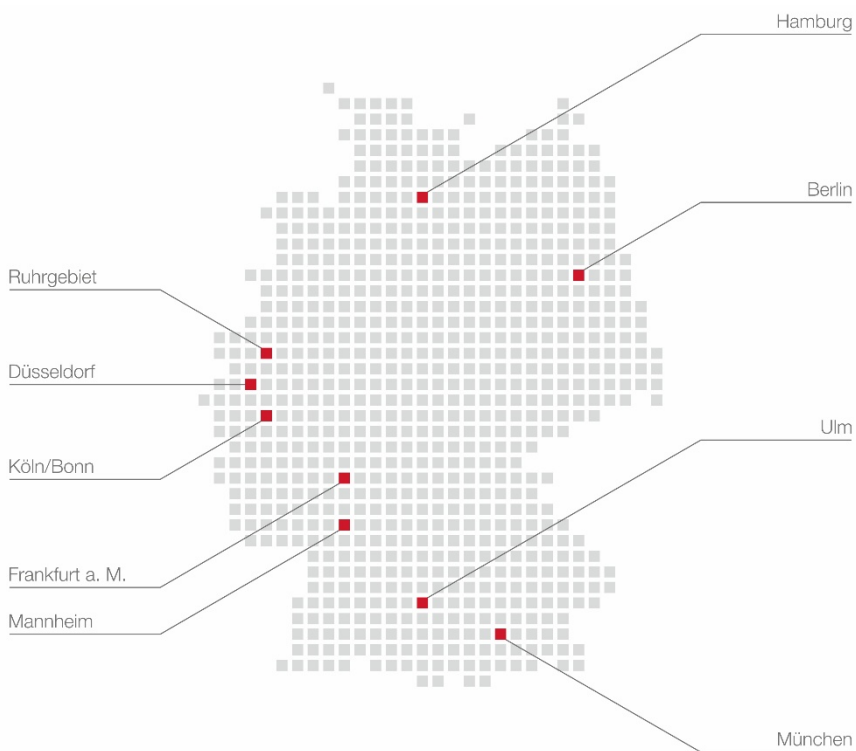 Hamburg
Berlin
Ruhrgebiet
Düsseldorf
Ulm
Köln/Bonn
Frankfurt a. M.
Mannheim
München